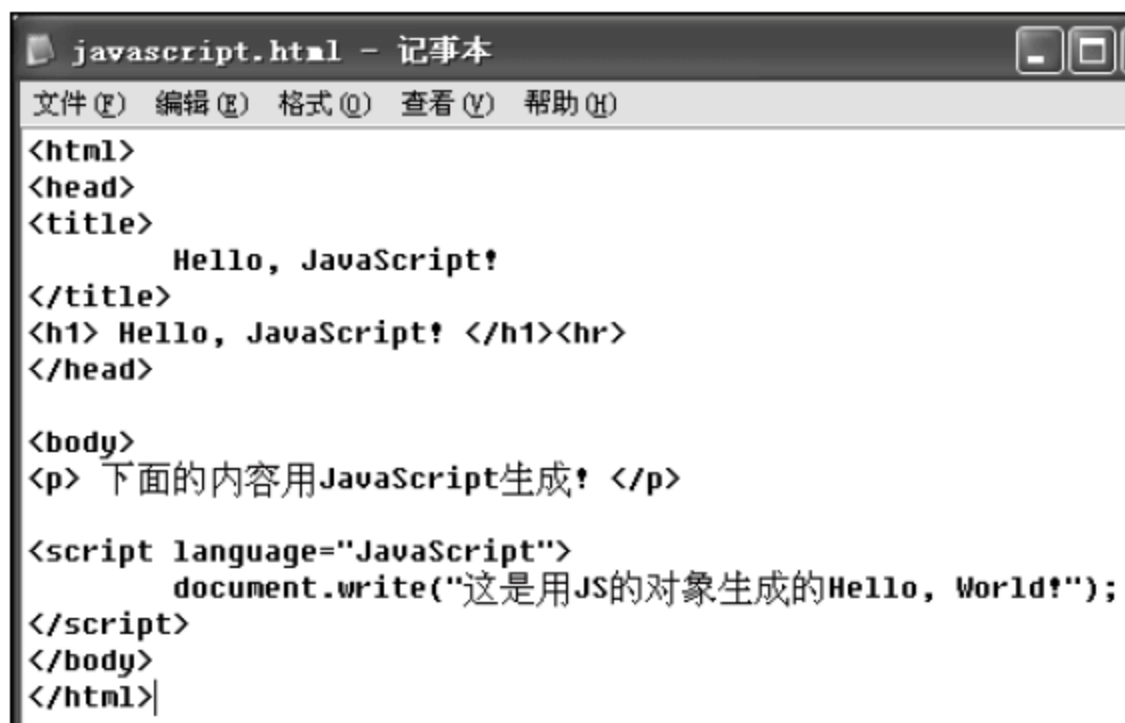 javascript.html - 记事本
文件(F) 编辑(E) 格式(O) 查看(V) 帮助(H)
<html>
<head>
<title>
Hello, JavaScript!
</title>
<h1> Hello, JavaScript! </h1><hr>
</head>
<body>
<p> 下面的内容用JavaScript生成! </p>
<script language="JavaScript">
document.write("这是用JS的对象生成的Hello, World!");
</script>
</body>
</html>